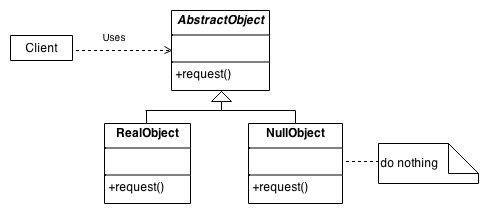 AbstractObject
Client
Uses
+request()
RealObject
NullObject
do nothing
+request()
+request()